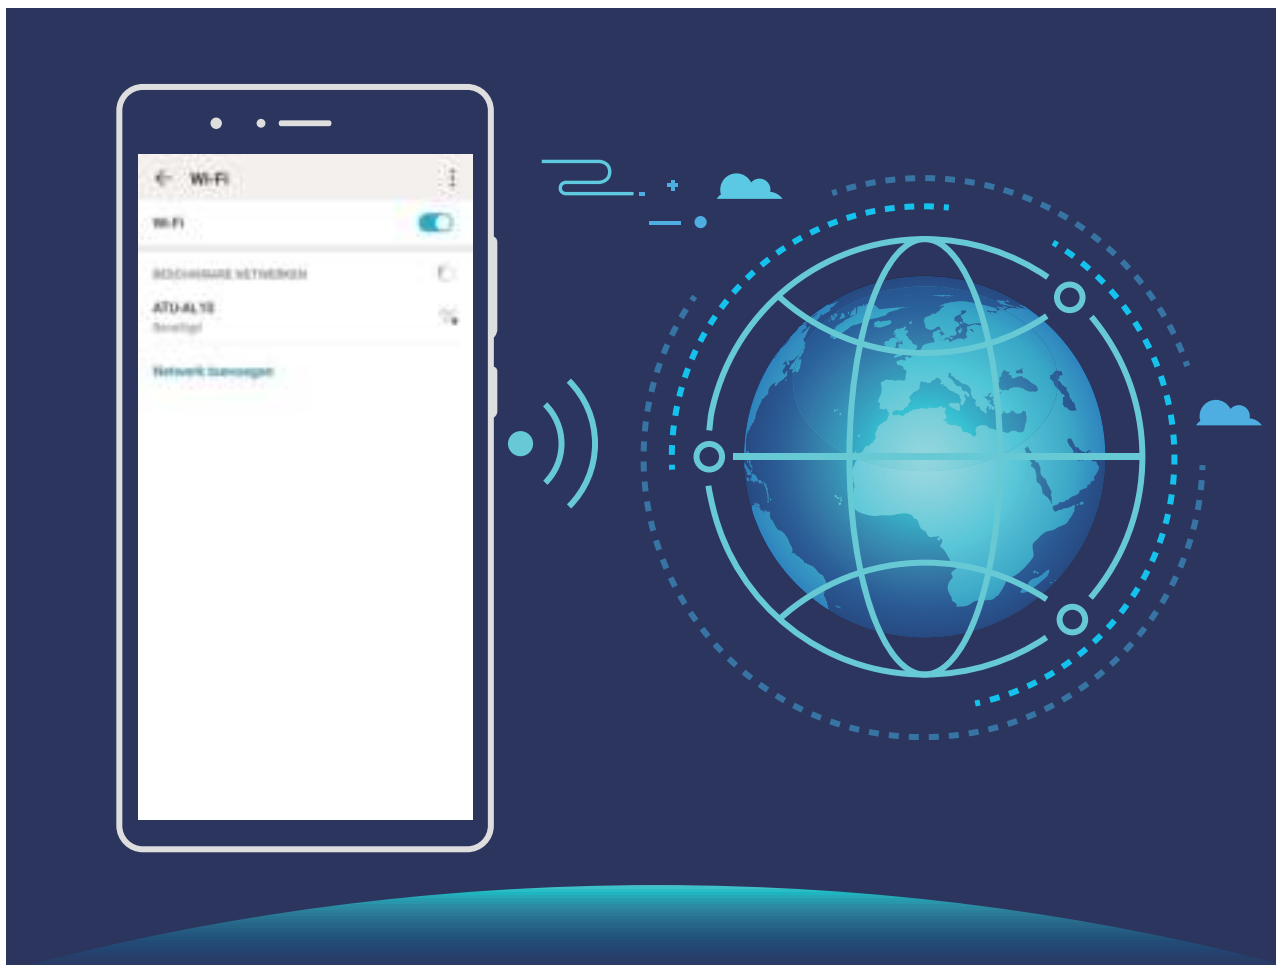 Wi-Fi
Wi-Fi
BESCHIKBARE NETWERKEN
ATU-AL10
Beveiligd
Netwerk toevoegen